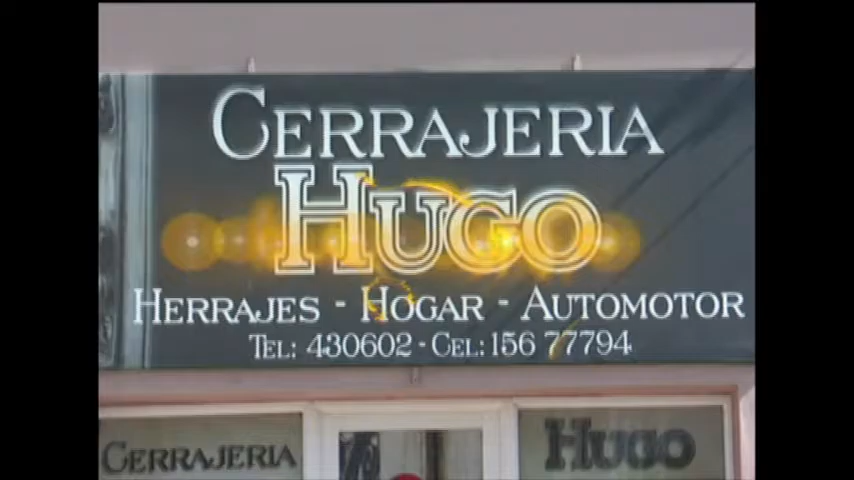 CERRAJERIA
HUGO
HERRAJES - HOGAR - AUTOMOTOR
TEL: 430602 - CEL: 156 77794
CERRAJERIA
HUGO